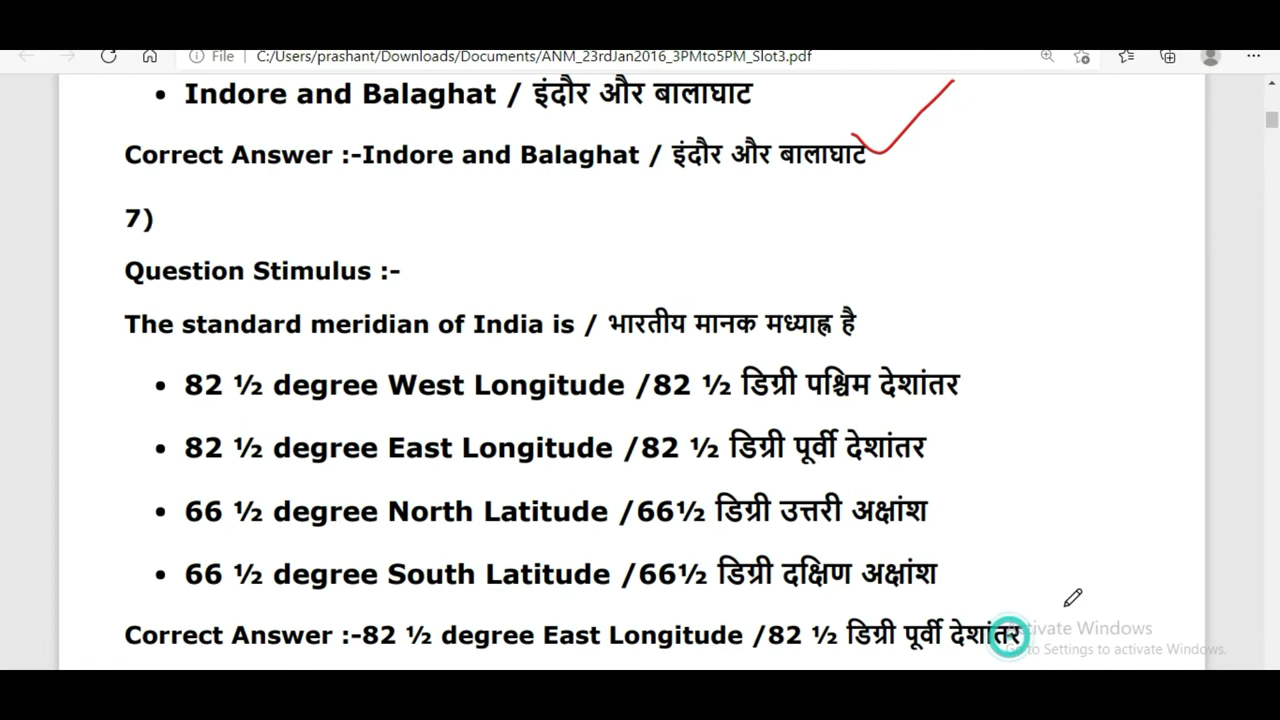 File C:/Users/prashant/Downloads/Documents/ANM_23rdJan2016_3PMto5PM_Slot3.pdf
• Indore and Balaghat / इंदौर और बालाघाट
Correct Answer :-Indore and Balaghat / इंदौर और बालाघाट
7)
Question Stimulus :-
The standard meridian of India is / भारतीय मानक मध्याह्न है
• 82 ½ degree West Longitude /82 ½ डिग्री पश्चिम देशांतर
• 82 ½ degree East Longitude /82 ½ डिग्री पूर्वी देशांतर
• 66 ½ degree North Latitude /66½ डिग्री उत्तरी अक्षांश
• 66 ½ degree South Latitude /66½ डिग्री दक्षिण अक्षांश
Correct Answer :-82 ½ degree East Longitude /82 ½ डिग्री पूर्वी देशांतर
Activate Windows
Go to Settings to activate Windows.